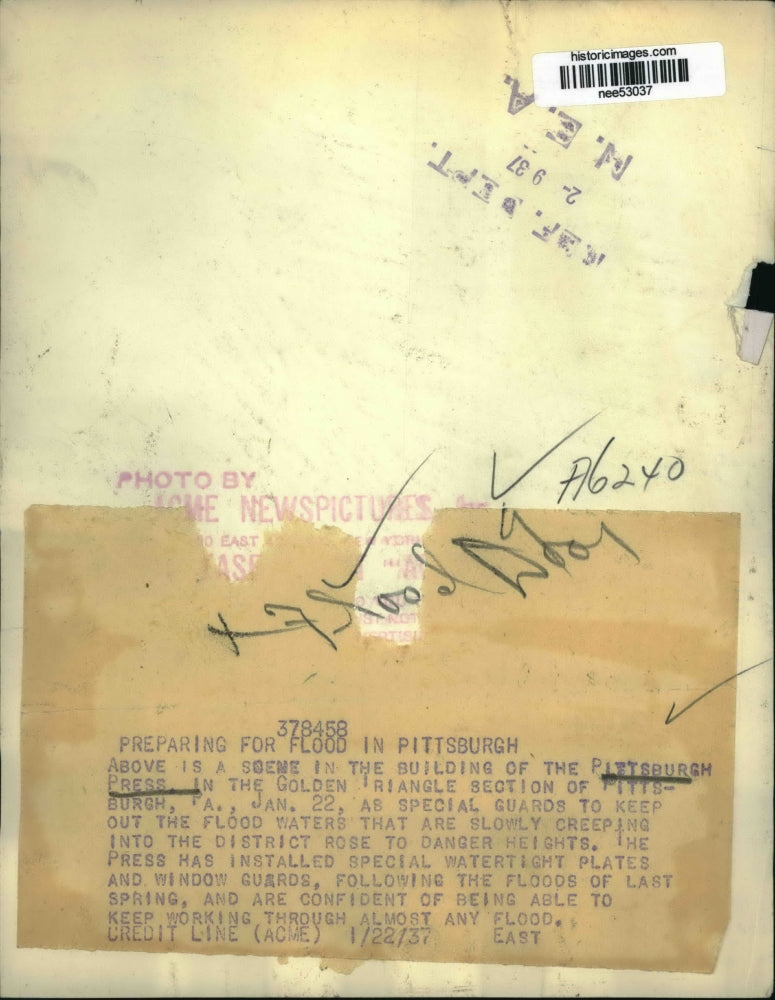 historicimages.com
nee53037
N. E. A.
2- 9 37
REF. DEPT.
A6240
PHOTO BY
ACME NEWSPICTURES, Inc
EAST
378458
PREPARING FOR FLOOD IN PITTSBURGH
ABOVE IS A SCENE IN THE BUILDING OF THE PITTSBURGH
PRESS IN THE GOLDEN TRIANGLE SECTION OF PITTS-
BURGH, PA., JAN. 22, AS SPECIAL GUARDS TO KEEP
OUT THE FLOOD WATERS THAT ARE SLOWLY CREEPING
INTO THE DISTRICT ROSE TO DANGER HEIGHTS. THE
PRESS HAS INSTALLED SPECIAL WATERTIGHT PLATES
AND WINDOW GUARDS, FOLLOWING THE FLOODS OF LAST
SPRING, AND ARE CONFIDENT OF BEING ABLE TO
KEEP WORKING THROUGH ALMOST ANY FLOOD.
CREDIT LINE (ACME) 1/22/37 EAST